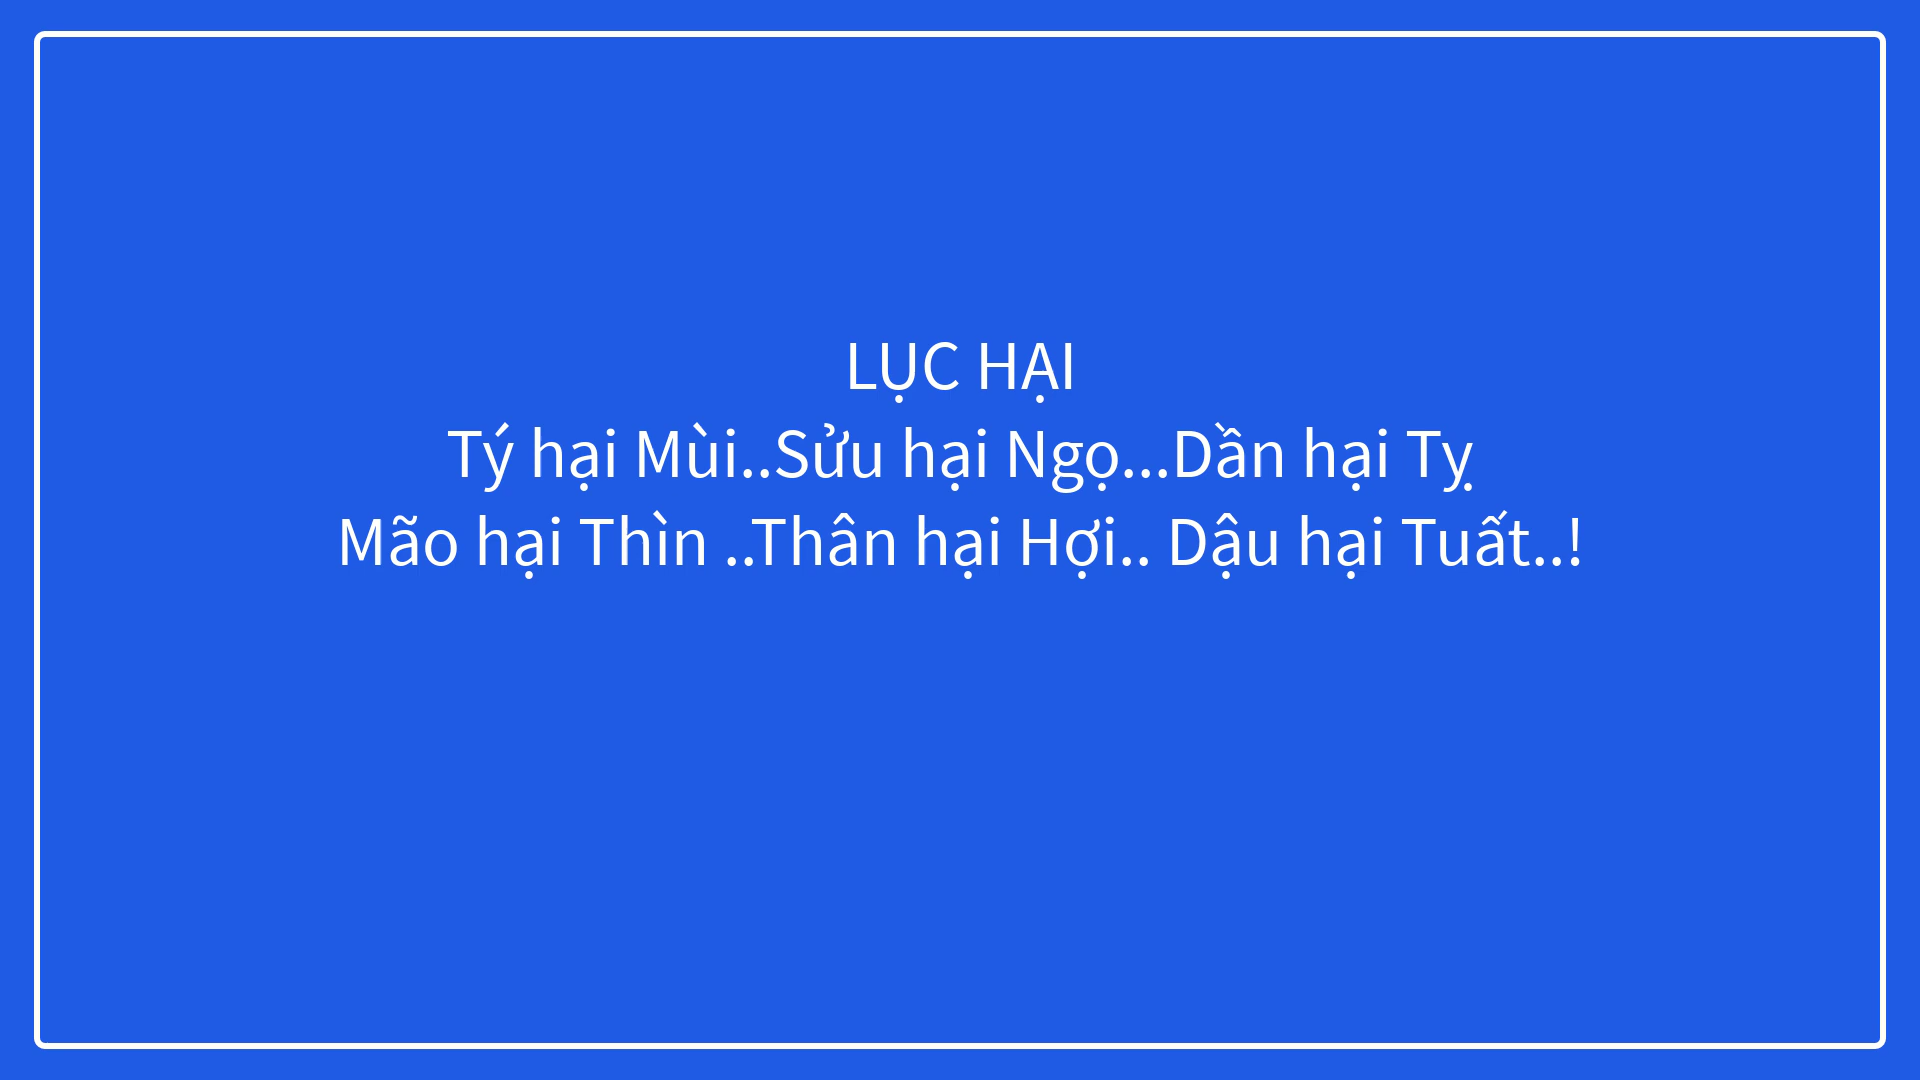 LỤC HẠI
Tý hại Mùi..Sửu hại Ngọ...Dần hại Tỵ
Mão hại Thìn ..Thân hại Hợi.. Dậu hại Tuất..!